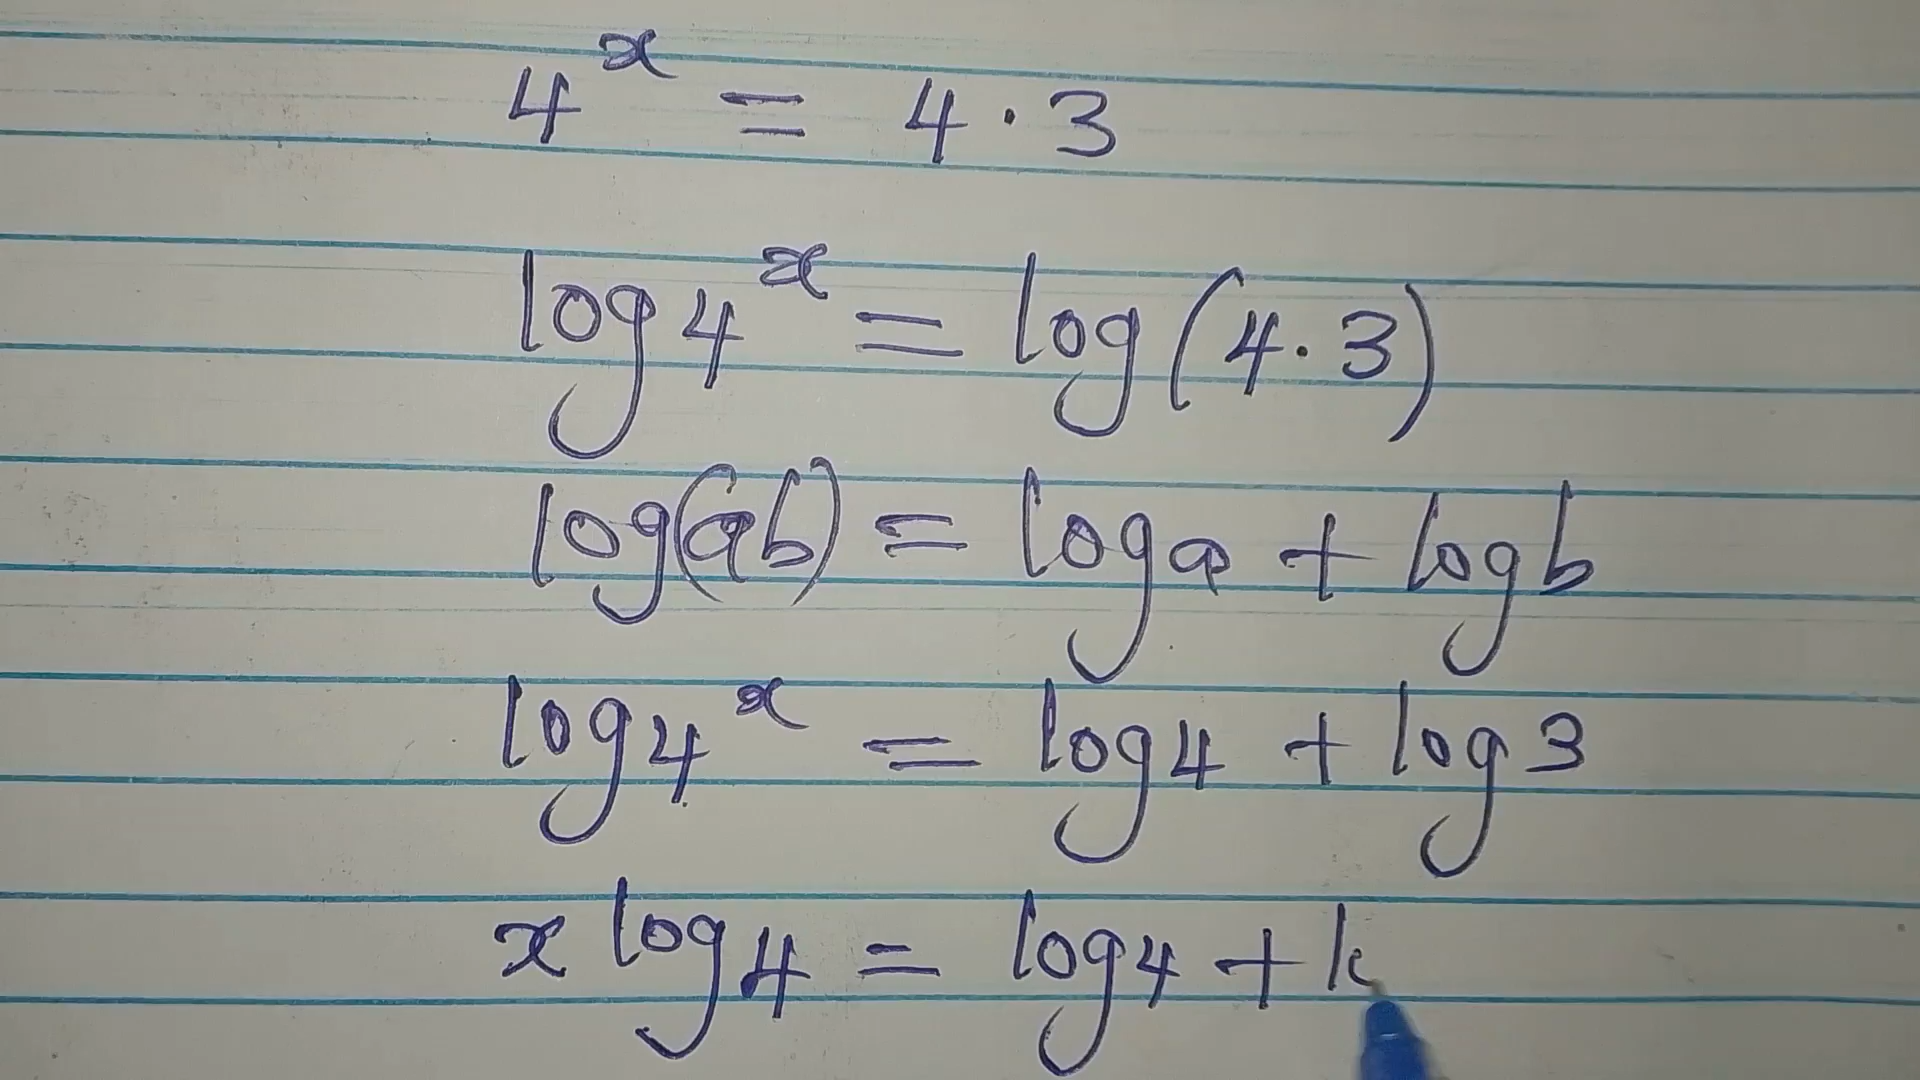 4^x = 4 · 3
log 4^x = log (4 · 3)
log(ab) = log a + log b
log 4^x = log 4 + log 3
x log 4 = log 4 + l